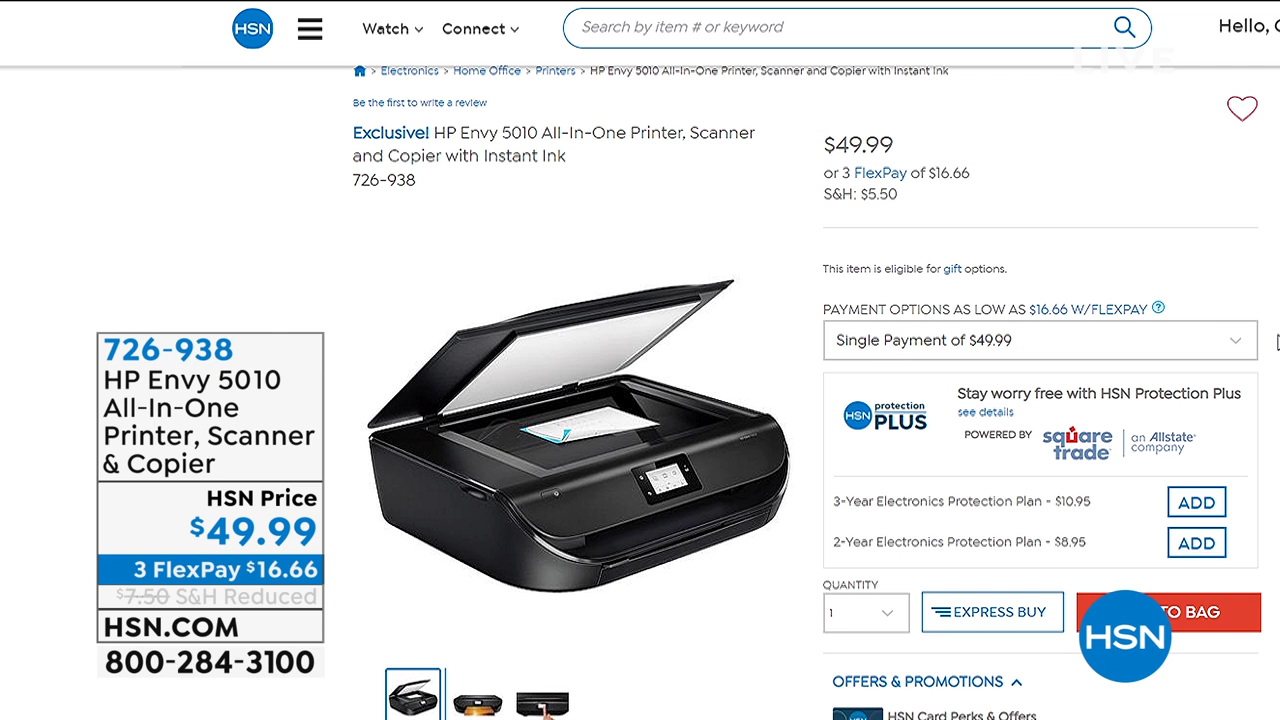 HSN
Watch
Connect
Search by item # or keyword
Hello,
LIVE
> Electronics > Home Office > Printers > HP Envy 5010 All-In-One Printer, Scanner and Copier with Instant Ink
Be the first to write a review
Exclusive! HP Envy 5010 All-In-One Printer, Scanner
and Copier with Instant Ink
726-938
$49.99
or 3 FlexPay of $16.66
S&H: $5.50
This item is eligible for gift options.
PAYMENT OPTIONS AS LOW AS $16.66 W/FLEXPAY ?
Single Payment of $49.99
HSN protection PLUS
Stay worry free with HSN Protection Plus
see details
POWERED BY
square trade
an Allstate company
3-Year Electronics Protection Plan - $10.95
ADD
2-Year Electronics Protection Plan - $8.95
ADD
QUANTITY
1
EXPRESS BUY
TO BAG
HSN
OFFERS & PROMOTIONS
HSN Card Perks & Offers
726-938
HP Envy 5010
All-In-One
Printer, Scanner
& Copier
HSN Price
$49.99
3 FlexPay $16.66
$7.50 S&H Reduced
HSN.COM
800-284-3100